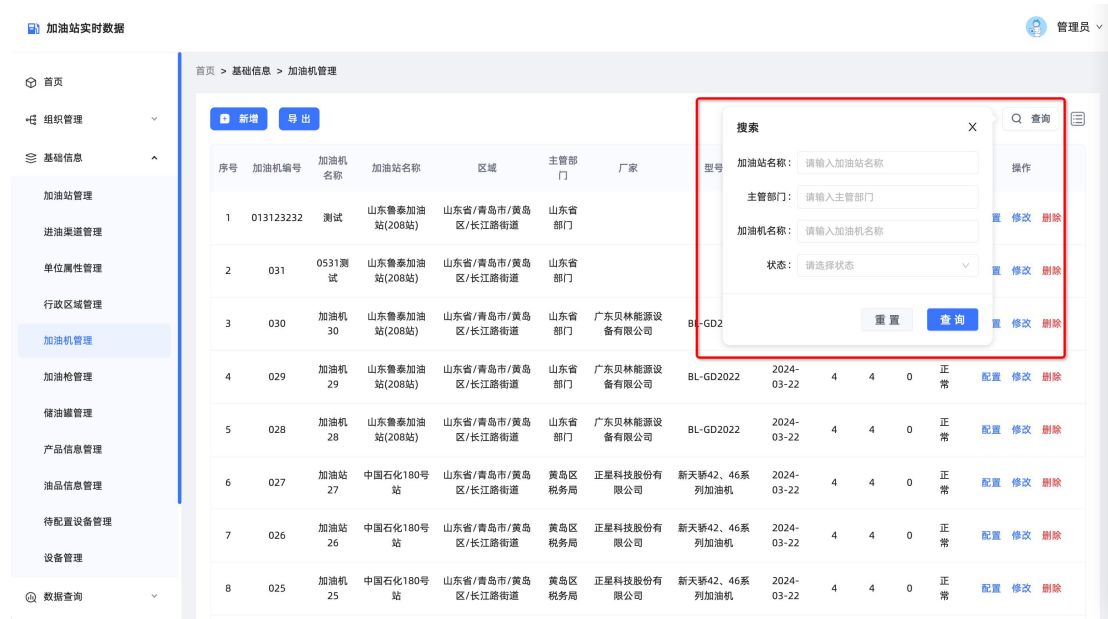 加油站实时数据
管理员
首页
组织管理
基础信息
加油站管理
进油渠道管理
单位属性管理
行政区域管理
加油机管理
加油枪管理
储油罐管理
产品信息管理
油品信息管理
待配置设备管理
设备管理
数据查询
首页 > 基础信息 > 加油机管理
新增 导出 查询
搜索 X
加油站名称: 请输入加油站名称
主管部门: 请输入主管部门
加油机名称: 请输入加油机名称
状态: 请选择状态
重置 查询
序号 加油机编号 加油机名称 加油站名称 区域 主管部门 厂家 型号 操作
1 013123232 测试 山东鲁泰加油站(208站) 山东省/青岛市/黄岛区/长江路街道 山东省部门 置 修改 删除
2 031 0531测试 山东鲁泰加油站(208站) 山东省/青岛市/黄岛区/长江路街道 山东省部门 置 修改 删除
3 030 加油机30 山东鲁泰加油站(208站) 山东省/青岛市/黄岛区/长江路街道 山东省部门 广东贝林能源设备有限公司 BL-GD2 置 修改 删除
4 029 加油机29 山东鲁泰加油站(208站) 山东省/青岛市/黄岛区/长江路街道 山东省部门 广东贝林能源设备有限公司 BL-GD2022 2024-03-22 4 4 0 正常 配置 修改 删除
5 028 加油机28 山东鲁泰加油站(208站) 山东省/青岛市/黄岛区/长江路街道 山东省部门 广东贝林能源设备有限公司 BL-GD2022 2024-03-22 4 4 0 正常 配置 修改 删除
6 027 加油站27 中国石化180号站 山东省/青岛市/黄岛区/长江路街道 黄岛区税务局 正星科技股份有限公司 新天骄42、46系列加油机 2024-03-22 4 4 0 正常 配置 修改 删除
7 026 加油站26 中国石化180号站 山东省/青岛市/黄岛区/长江路街道 黄岛区税务局 正星科技股份有限公司 新天骄42、46系列加油机 2024-03-22 4 4 0 正常 配置 修改 删除
8 025 加油机25 中国石化180号站 山东省/青岛市/黄岛区/长江路街道 黄岛区税务局 正星科技股份有限公司 新天骄42、46系列加油机 2024-03-22 4 4 0 正常 配置 修改 删除